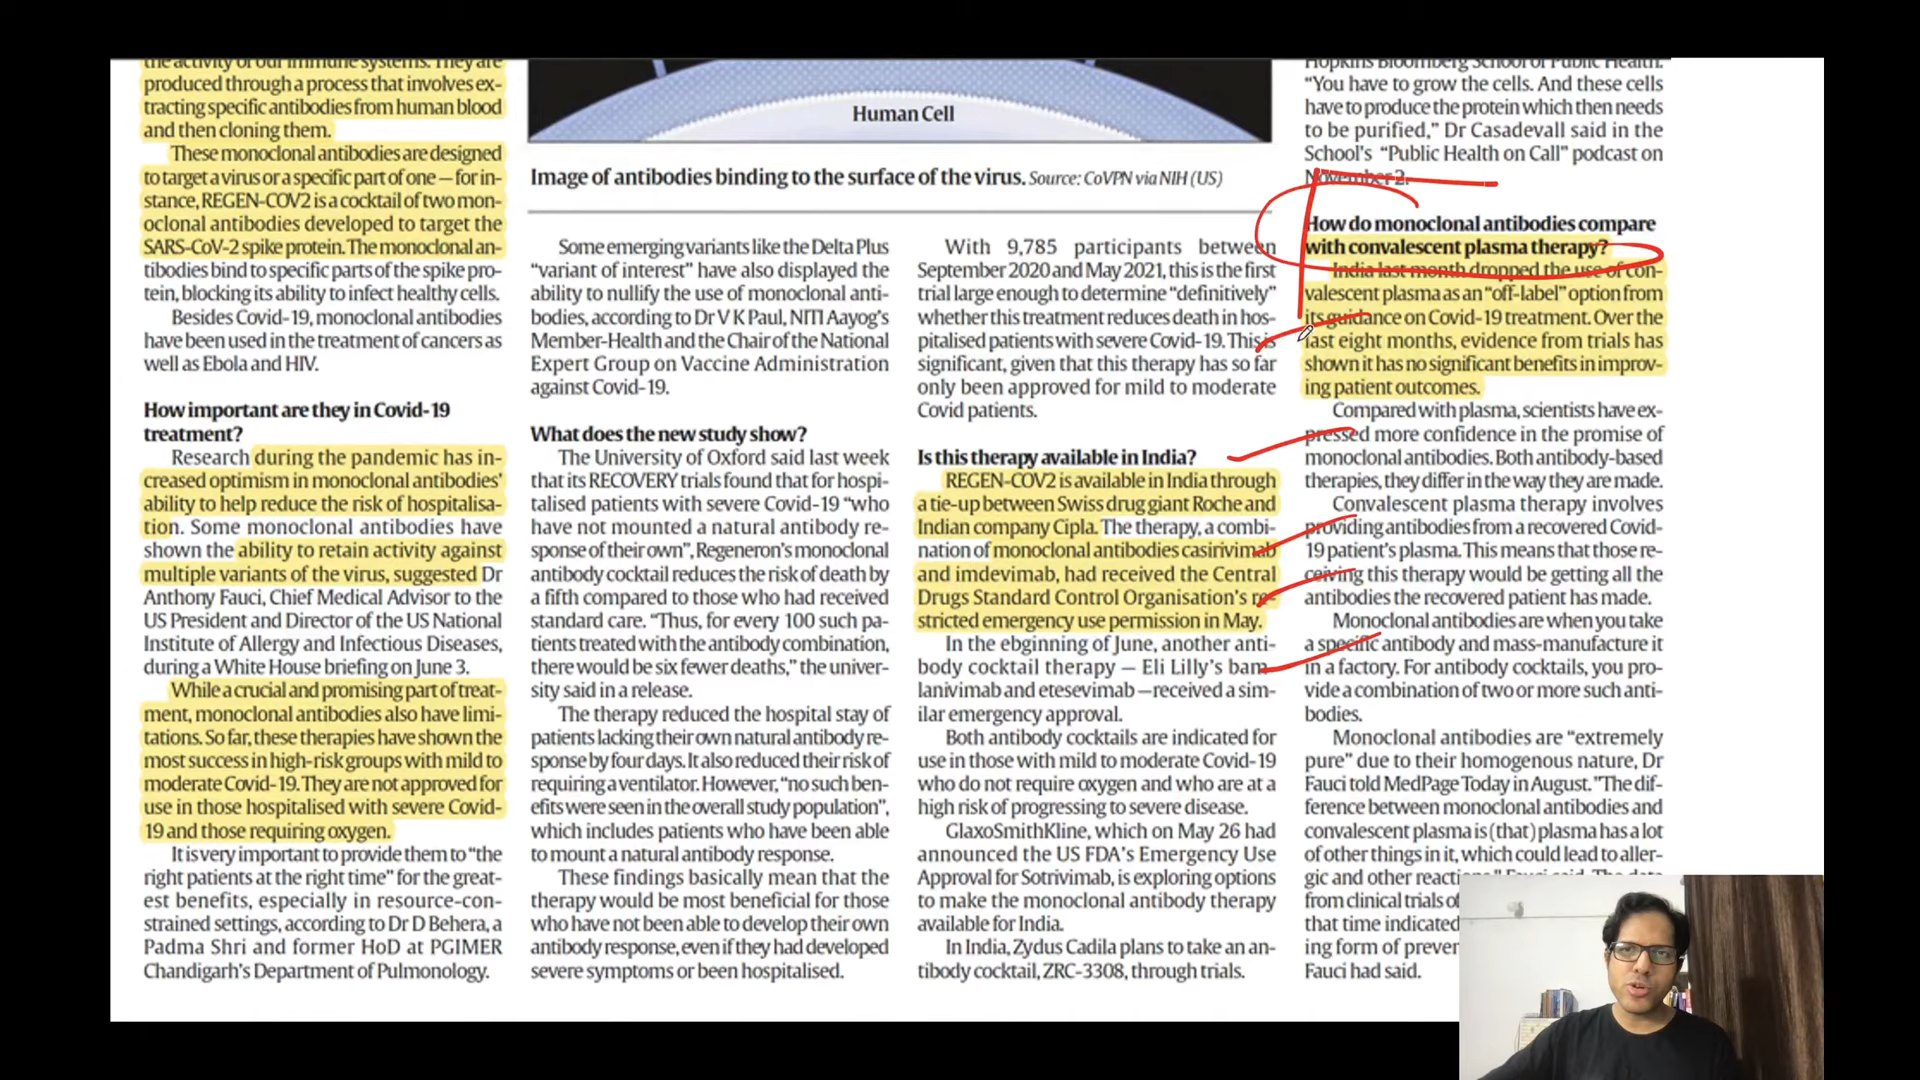 the activity of our immune systems. They are
produced through a process that involves ex-
tracting specific antibodies from human blood
and then cloning them.
These monoclonal antibodies are designed
to target a virus or a specific part of one — for in-
stance, REGEN-COV2 is a cocktail of two mon-
oclonal antibodies developed to target the
SARS-CoV-2 spike protein. The monoclonal an-
tibodies bind to specific parts of the spike pro-
tein, blocking its ability to infect healthy cells.
Besides Covid-19, monoclonal antibodies
have been used in the treatment of cancers as
well as Ebola and HIV.
How important are they in Covid-19
treatment?
Research during the pandemic has in-
creased optimism in monoclonal antibodies'
ability to help reduce the risk of hospitalisa-
tion. Some monoclonal antibodies have
shown the ability to retain activity against
multiple variants of the virus, suggested Dr
Anthony Fauci, Chief Medical Advisor to the
US President and Director of the US National
Institute of Allergy and Infectious Diseases,
during a White House briefing on June 3.
While a crucial and promising part of treat-
ment, monoclonal antibodies also have limi-
tations. So far, these therapies have shown the
most success in high-risk groups with mild to
moderate Covid-19. They are not approved for
use in those hospitalised with severe Covid-
19 and those requiring oxygen.
It is very important to provide them to "the
right patients at the right time" for the great-
est benefits, especially in resource-con-
strained settings, according to Dr D Behera, a
Padma Shri and former HoD at PGIMER
Chandigarh's Department of Pulmonology.
Human Cell
Image of antibodies binding to the surface of the virus. Source: CoVPN via NIH (US)
Some emerging variants like the Delta Plus
"variant of interest" have also displayed the
ability to nullify the use of monoclonal anti-
bodies, according to Dr V K Paul, NITI Aayog's
Member-Health and the Chair of the National
Expert Group on Vaccine Administration
against Covid-19.
What does the new study show?
The University of Oxford said last week
that its RECOVERY trials found that for hospi-
talised patients with severe Covid-19 "who
have not mounted a natural antibody re-
sponse of their own", Regeneron's monoclonal
antibody cocktail reduces the risk of death by
a fifth compared to those who had received
standard care. "Thus, for every 100 such pa-
tients treated with the antibody combination,
there would be six fewer deaths," the univer-
sity said in a release.
The therapy reduced the hospital stay of
patients lacking their own natural antibody re-
sponse by four days. It also reduced their risk of
requiring a ventilator. However, "no such ben-
efits were seen in the overall study population",
which includes patients who have been able
to mount a natural antibody response.
These findings basically mean that the
therapy would be most beneficial for those
who have not been able to develop their own
antibody response, even if they had developed
severe symptoms or been hospitalised.
With 9,785 participants between
September 2020 and May 2021, this is the first
trial large enough to determine "definitively"
whether this treatment reduces death in hos-
pitalised patients with severe Covid-19. This is
significant, given that this therapy has so far
only been approved for mild to moderate
Covid patients.
Is this therapy available in India?
REGEN-COV2 is available in India through
a tie-up between Swiss drug giant Roche and
Indian company Cipla. The therapy, a combi-
nation of monoclonal antibodies casirivimab
and imdevimab, had received the Central
Drugs Standard Control Organisation's re-
stricted emergency use permission in May.
In the ebginning of June, another anti-
body cocktail therapy — Eli Lilly's bam-
lanivimab and etesevimab —received a sim-
ilar emergency approval.
Both antibody cocktails are indicated for
use in those with mild to moderate Covid-19
who do not require oxygen and who are at a
high risk of progressing to severe disease.
GlaxoSmithKline, which on May 26 had
announced the US FDA's Emergency Use
Approval for Sotrivimab, is exploring options
to make the monoclonal antibody therapy
available for India.
In India, Zydus Cadila plans to take an an-
tibody cocktail, ZRC-3308, through trials.
Hopkins Bloomberg School of Public Health.
"You have to grow the cells. And these cells
have to produce the protein which then needs
to be purified," Dr Casadevall said in the
School's "Public Health on Call" podcast on
November 2.
How do monoclonal antibodies compare
with convalescent plasma therapy?
India last month dropped the use of con-
valescent plasma as an "off-label" option from
its guidance on Covid-19 treatment. Over the
last eight months, evidence from trials has
shown it has no significant benefits in improv-
ing patient outcomes.
Compared with plasma, scientists have ex-
pressed more confidence in the promise of
monoclonal antibodies. Both antibody-based
therapies, they differ in the way they are made.
Convalescent plasma therapy involves
providing antibodies from a recovered Covid-
19 patient's plasma. This means that those re-
ceiving this therapy would be getting all the
antibodies the recovered patient has made.
Monoclonal antibodies are when you take
a specific antibody and mass-manufacture it
in a factory. For antibody cocktails, you pro-
vide a combination of two or more such anti-
bodies.
Monoclonal antibodies are "extremely
pure" due to their homogenous nature, Dr
Fauci told MedPage Today in August. "The dif-
ference between monoclonal antibodies and
convalescent plasma is (that) plasma has a lot
of other things in it, which could lead to aller-
gic and other reactions," Fauci said. The data
from clinical trials of
that time indicated
ing form of preven
Fauci had said.